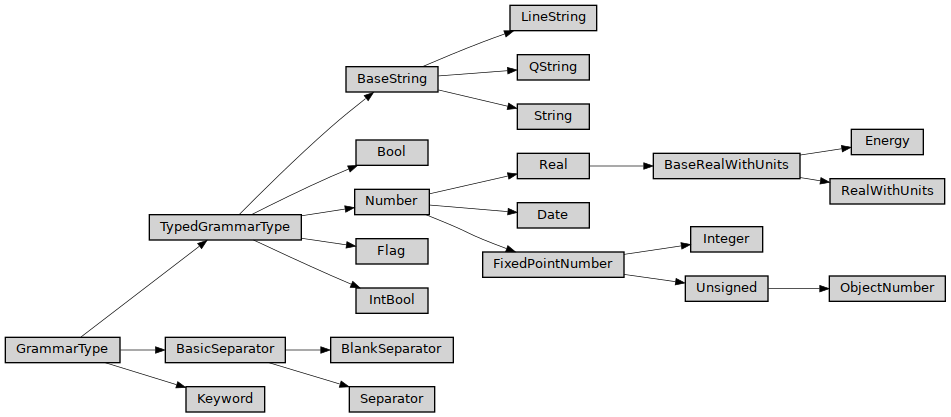 LineString
QString
BaseString
String
Energy
Bool
Real
BaseRealWithUnits
RealWithUnits
Number
Date
TypedGrammarType
Integer
Flag
FixedPointNumber
Unsigned
ObjectNumber
IntBool
GrammarType
BasicSeparator
BlankSeparator
Keyword
Separator